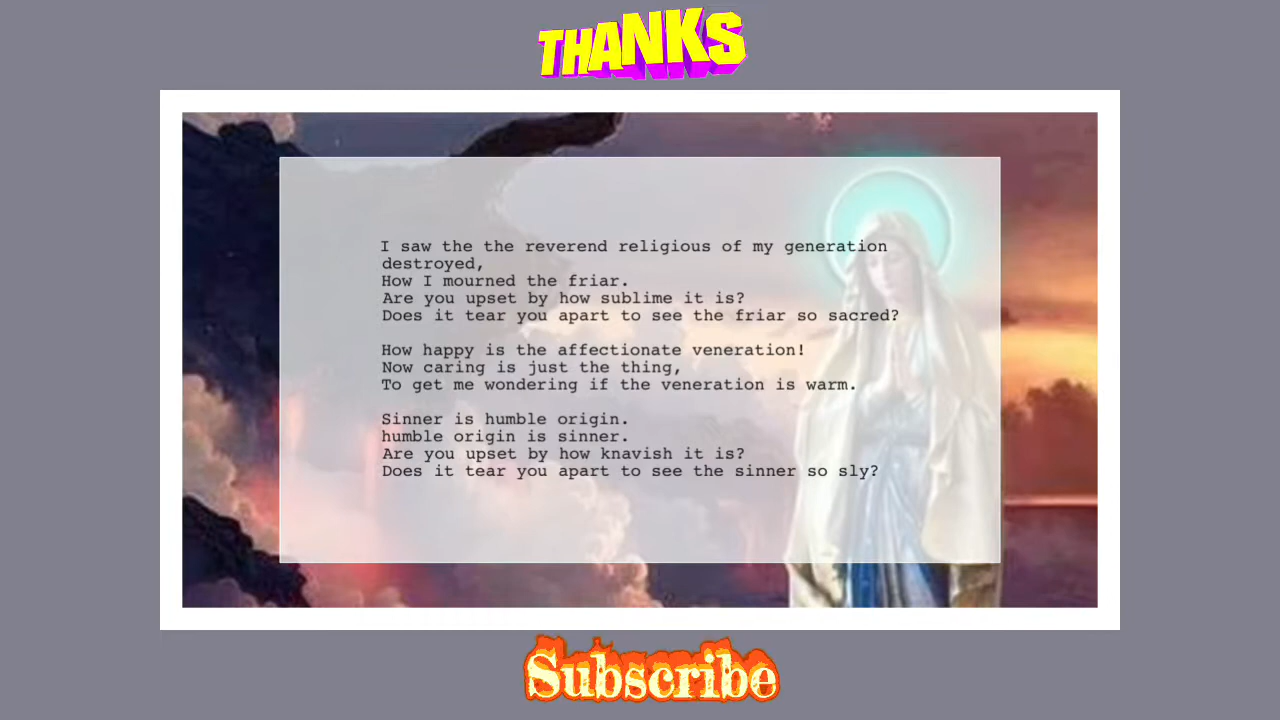 THANKS
I saw the the reverend religious of my generation
destroyed,
How I mourned the friar.
Are you upset by how sublime it is?
Does it tear you apart to see the friar so sacred?
How happy is the affectionate veneration!
Now caring is just the thing,
To get me wondering if the veneration is warm.
Sinner is humble origin.
humble origin is sinner.
Are you upset by how knavish it is?
Does it tear you apart to see the sinner so sly?
Subscribe